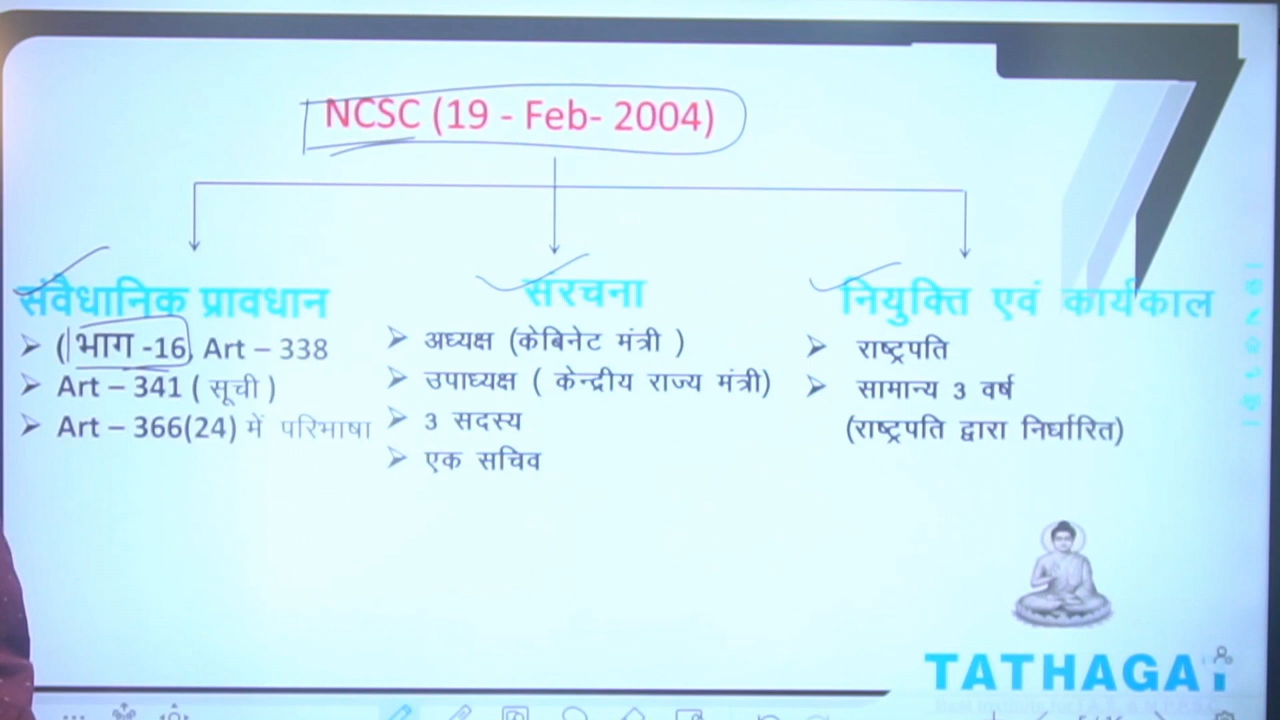 NCSC (19 - Feb- 2004)
संवैधानिक प्रावधान
➢ (भाग -16, Art – 338
➢ Art – 341 ( सूची )
➢ Art – 366(24) में परिभाषा
संरचना
➢ अध्यक्ष (केबिनेट मंत्री )
➢ उपाध्यक्ष ( केन्द्रीय राज्य मंत्री)
➢ 3 सदस्य
➢ एक सचिव
नियुक्ति एवं कार्यकाल
➢ राष्ट्रपति
➢ सामान्य 3 वर्ष
(राष्ट्रपति द्वारा निर्धारित)
TATHAGAT